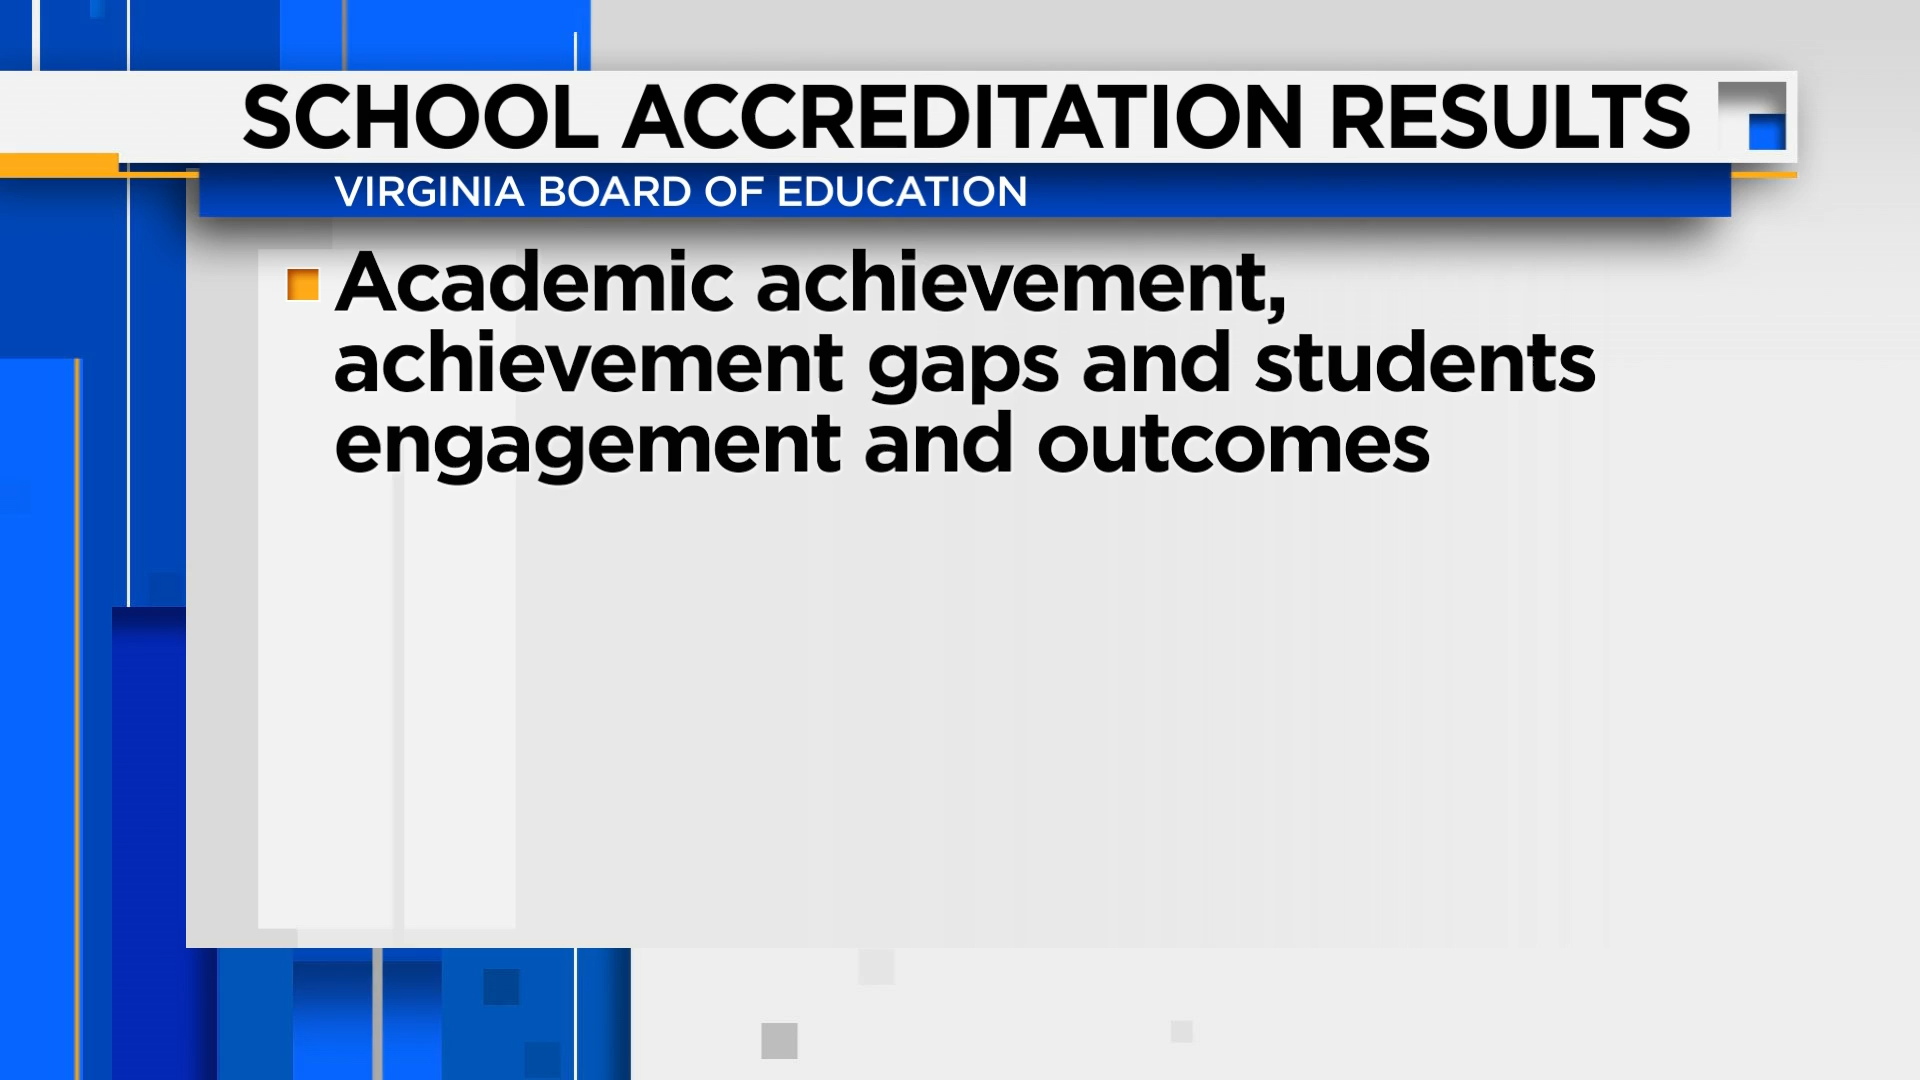 SCHOOL ACCREDITATION RESULTS
VIRGINIA BOARD OF EDUCATION
Academic achievement,
achievement gaps and students
engagement and outcomes